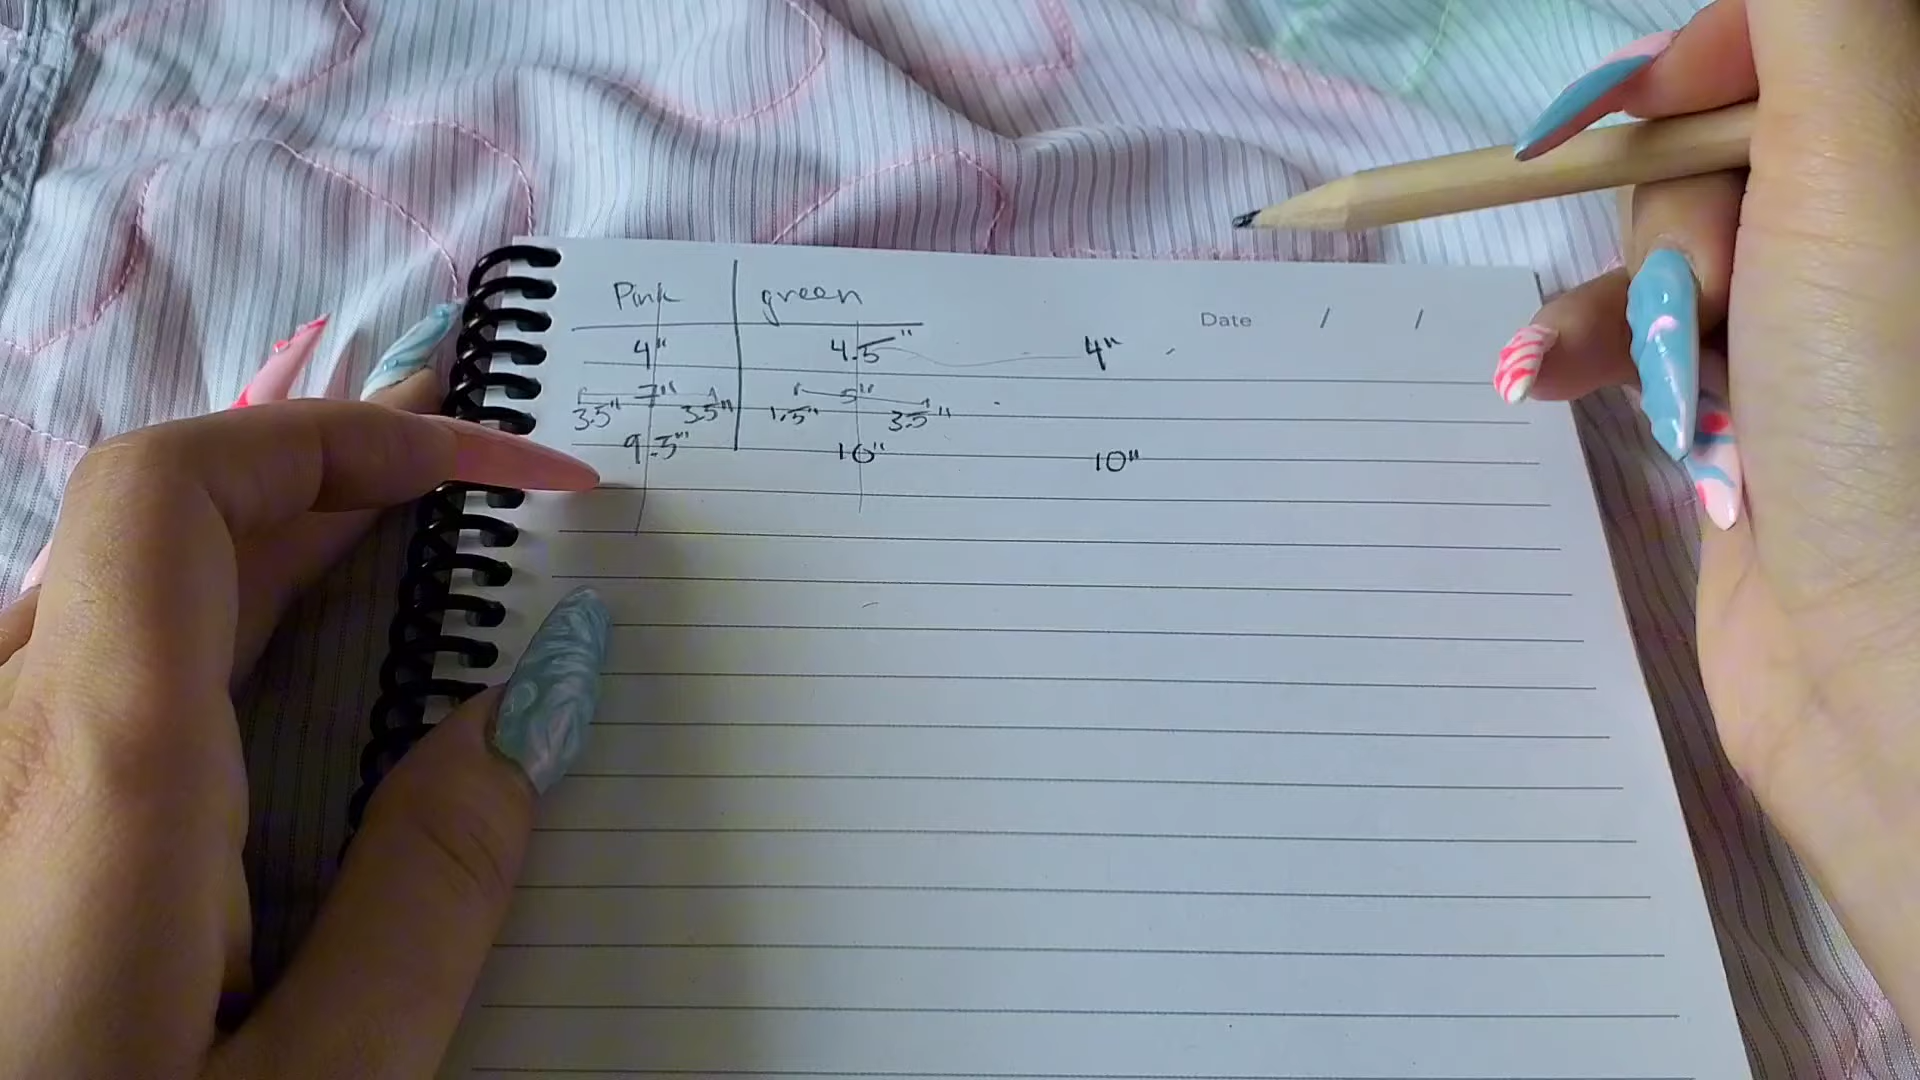 Pink green
Date / /
4" 4.5" 4"
7" 5"
3.5" 3.5" 1.5" 3.5"
9.5" 10" 10"